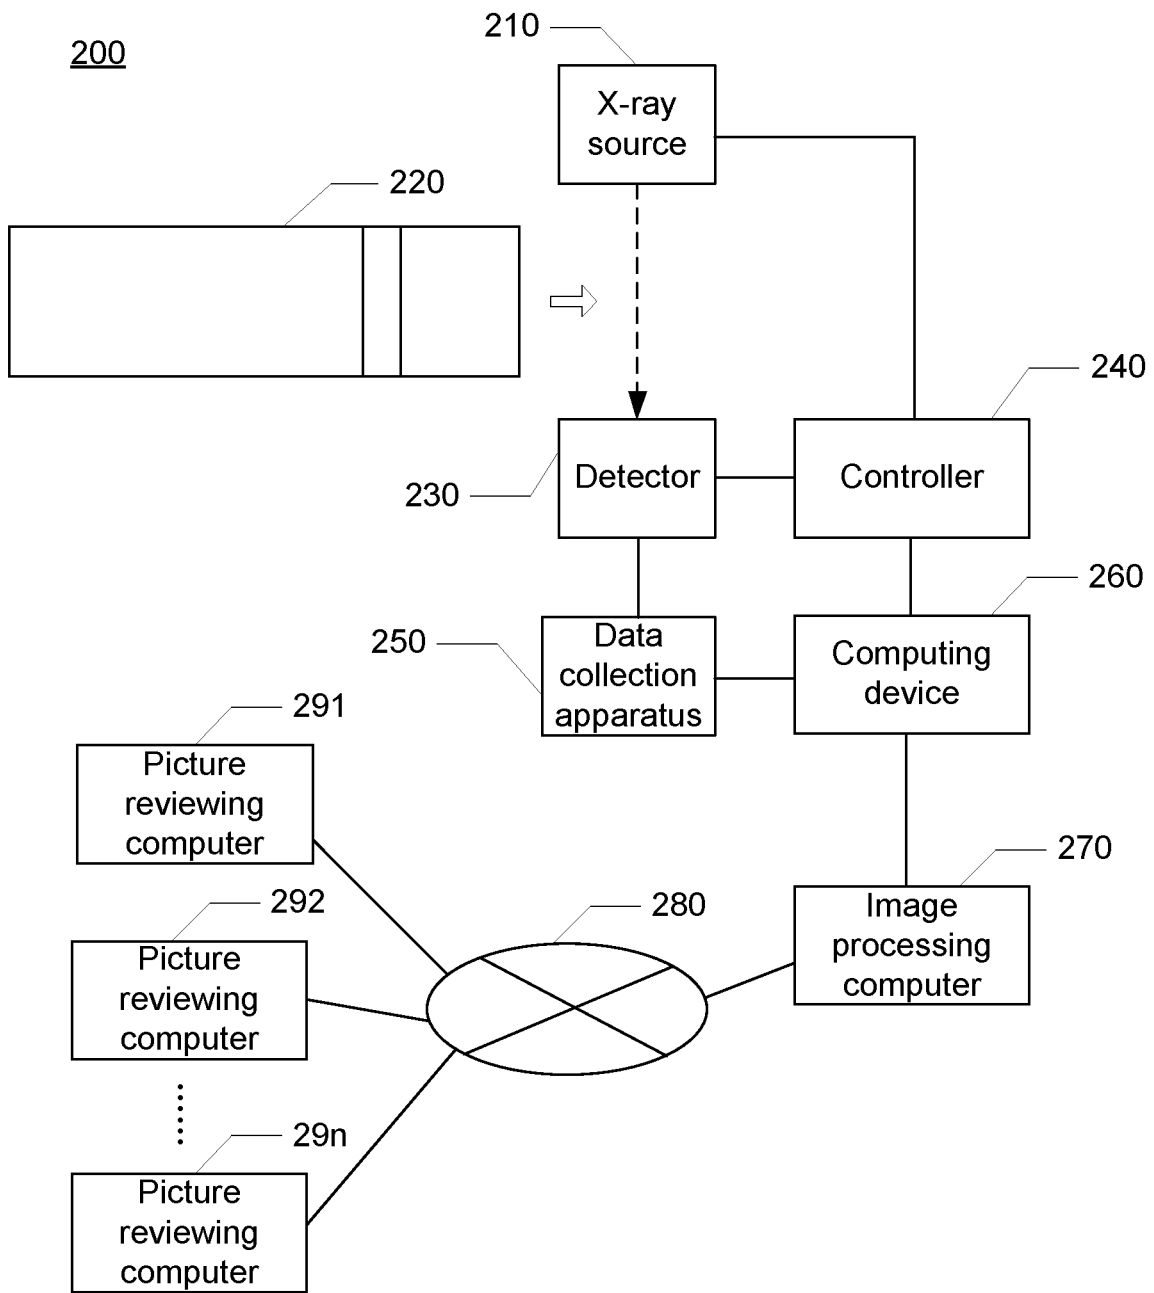 200
210
X-ray
source
220
240
Detector
Controller
230
260
250
Data
collection
apparatus
Computing
device
291
Picture
reviewing
computer
270
292
280
Image
processing
computer
Picture
reviewing
computer
29n
Picture
reviewing
computer